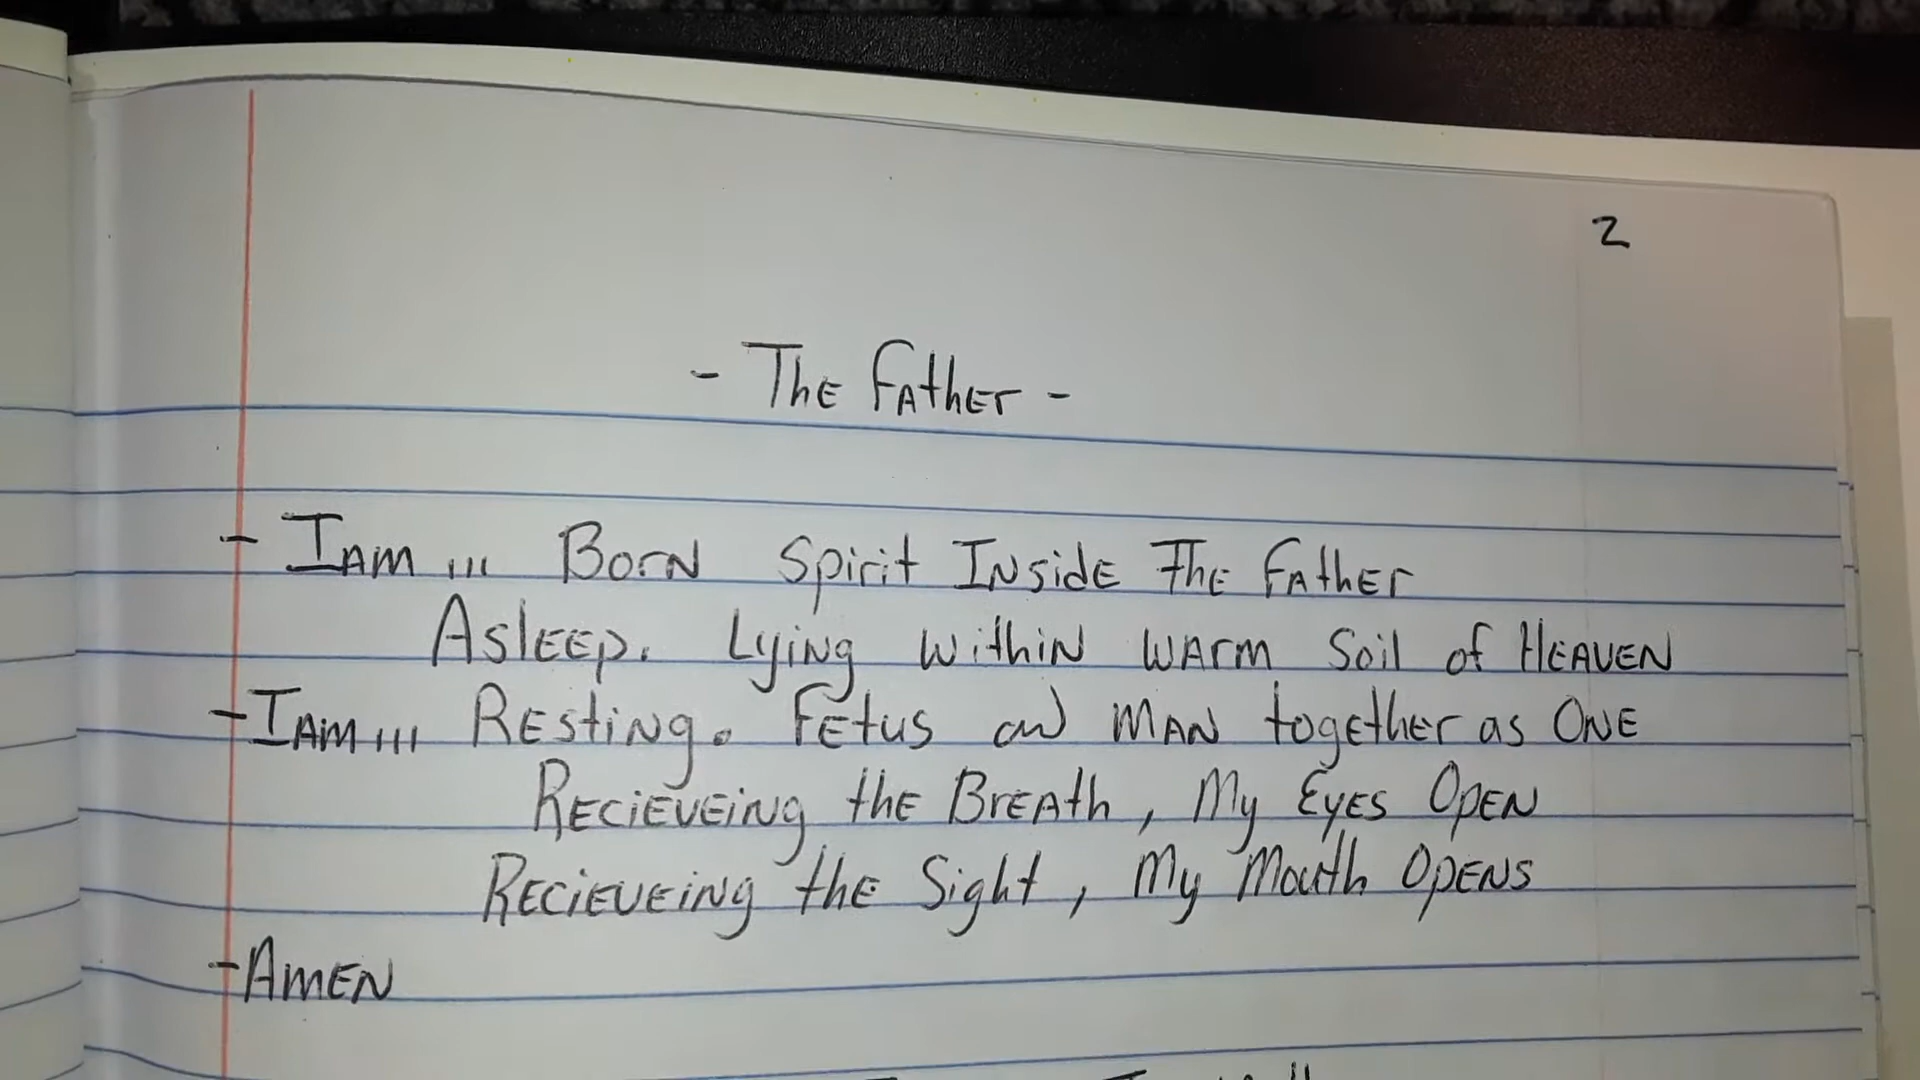 2
- The Father -
- I AM ... Born Spirit Inside The Father
Asleep. Lying within warm Soil of Heaven
- I AM ... Resting. Fetus and Man together as One
Recieveing the Breath, My Eyes Open
Recieveing the Sight, My Mouth Opens
- Amen